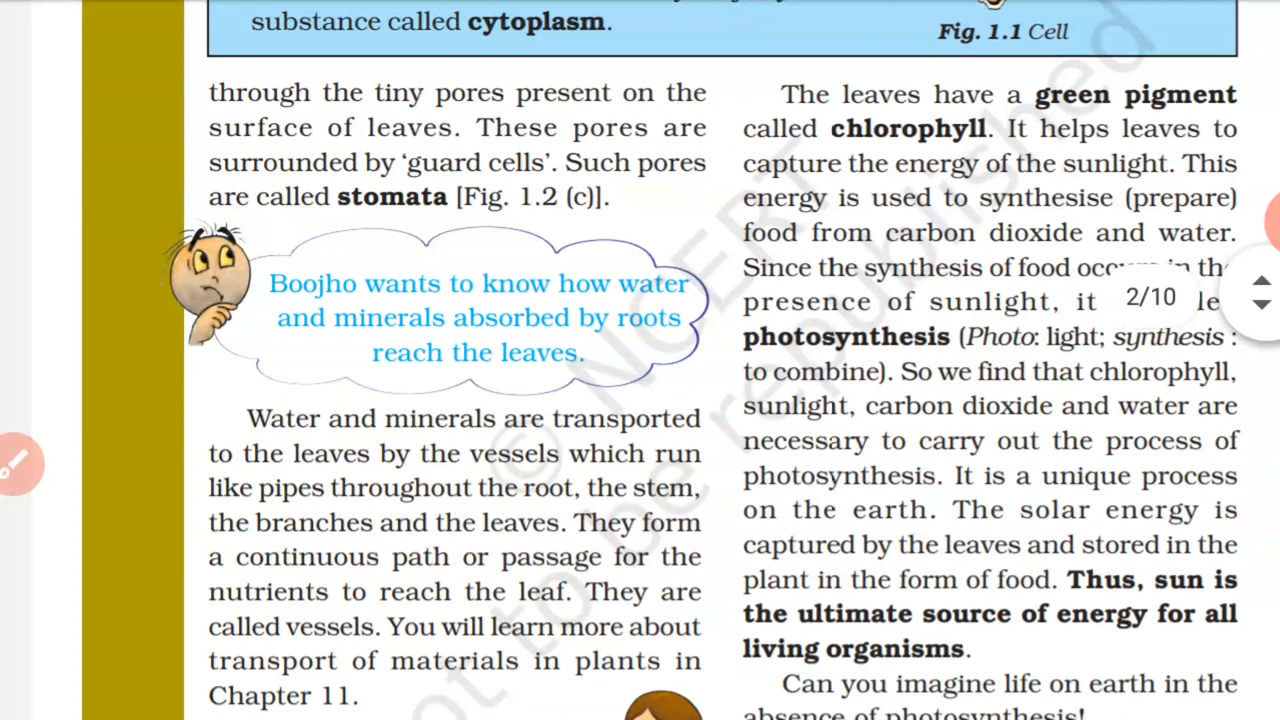 substance called cytoplasm.
Fig. 1.1 Cell
through the tiny pores present on the
surface of leaves. These pores are
surrounded by ‘guard cells’. Such pores
are called stomata [Fig. 1.2 (c)].
Boojho wants to know how water
and minerals absorbed by roots
reach the leaves.
Water and minerals are transported
to the leaves by the vessels which run
like pipes throughout the root, the stem,
the branches and the leaves. They form
a continuous path or passage for the
nutrients to reach the leaf. They are
called vessels. You will learn more about
transport of materials in plants in
Chapter 11.
The leaves have a green pigment
called chlorophyll. It helps leaves to
capture the energy of the sunlight. This
energy is used to synthesise (prepare)
food from carbon dioxide and water.
Since the synthesis of food in the
presence of sunlight, it
2/10
photosynthesis (Photo: light; synthesis :
to combine). So we find that chlorophyll,
sunlight, carbon dioxide and water are
necessary to carry out the process of
photosynthesis. It is a unique process
on the earth. The solar energy is
captured by the leaves and stored in the
plant in the form of food. Thus, sun is
the ultimate source of energy for all
living organisms.
Can you imagine life on earth in the
absence of photosynthesis!
© NCERT
not to be republished